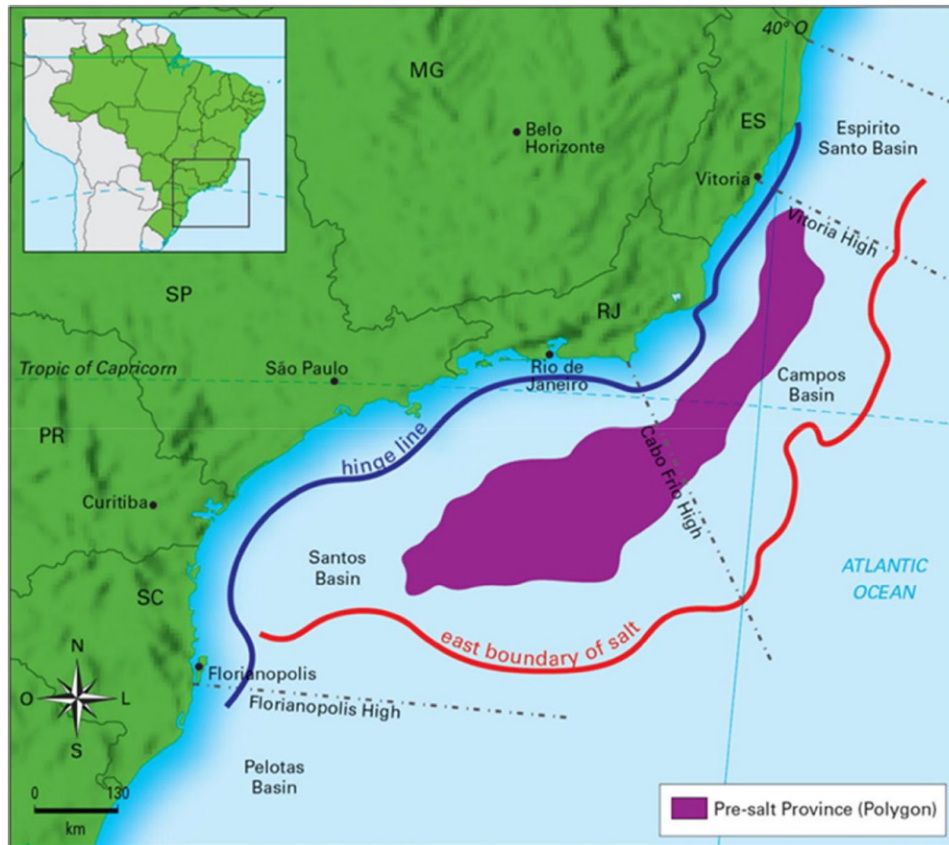 40° O
MG
Belo
Horizonte
ES
Espirito
Santo Basin
Vitoria
Vitoria High
SP
RJ
Tropic of Capricorn
São Paulo
Rio de
Janeiro
Campos
Basin
PR
hinge line
Cabo Frio High
Curitiba
Santos
Basin
ATLANTIC
OCEAN
SC
east boundary of salt
N
O
L
S
Florianopolis
Florianopolis High
Pelotas
Basin
0 130
km
Pre-salt Province (Polygon)